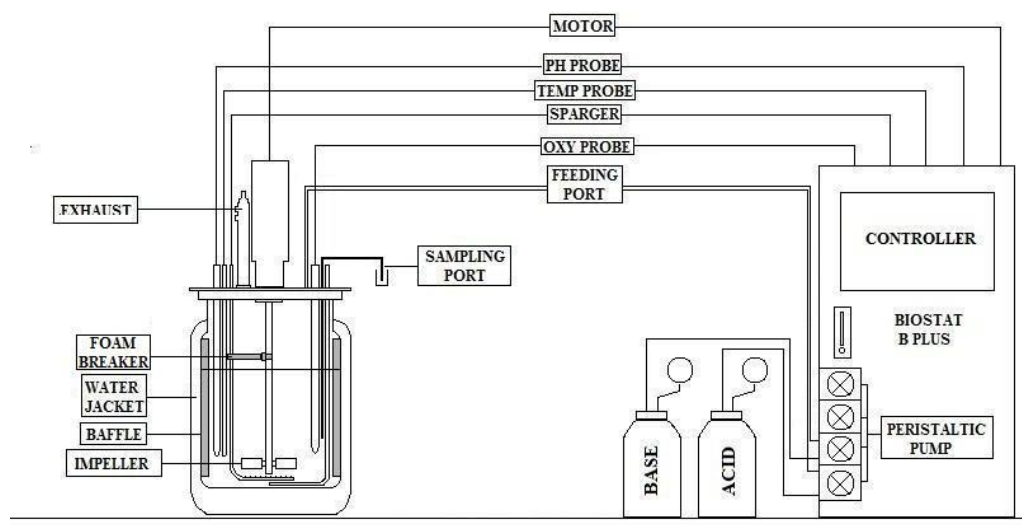 MOTOR
PH PROBE
TEMP PROBE
SPARGER
OXY PROBE
FEEDING
PORT
EXHAUST
SAMPLING
PORT
CONTROLLER
BIOSTAT
B PLUS
FOAM
BREAKER
WATER
JACKET
BAFFLE
IMPELLER
PERISTALTIC
PUMP
BASE
ACID